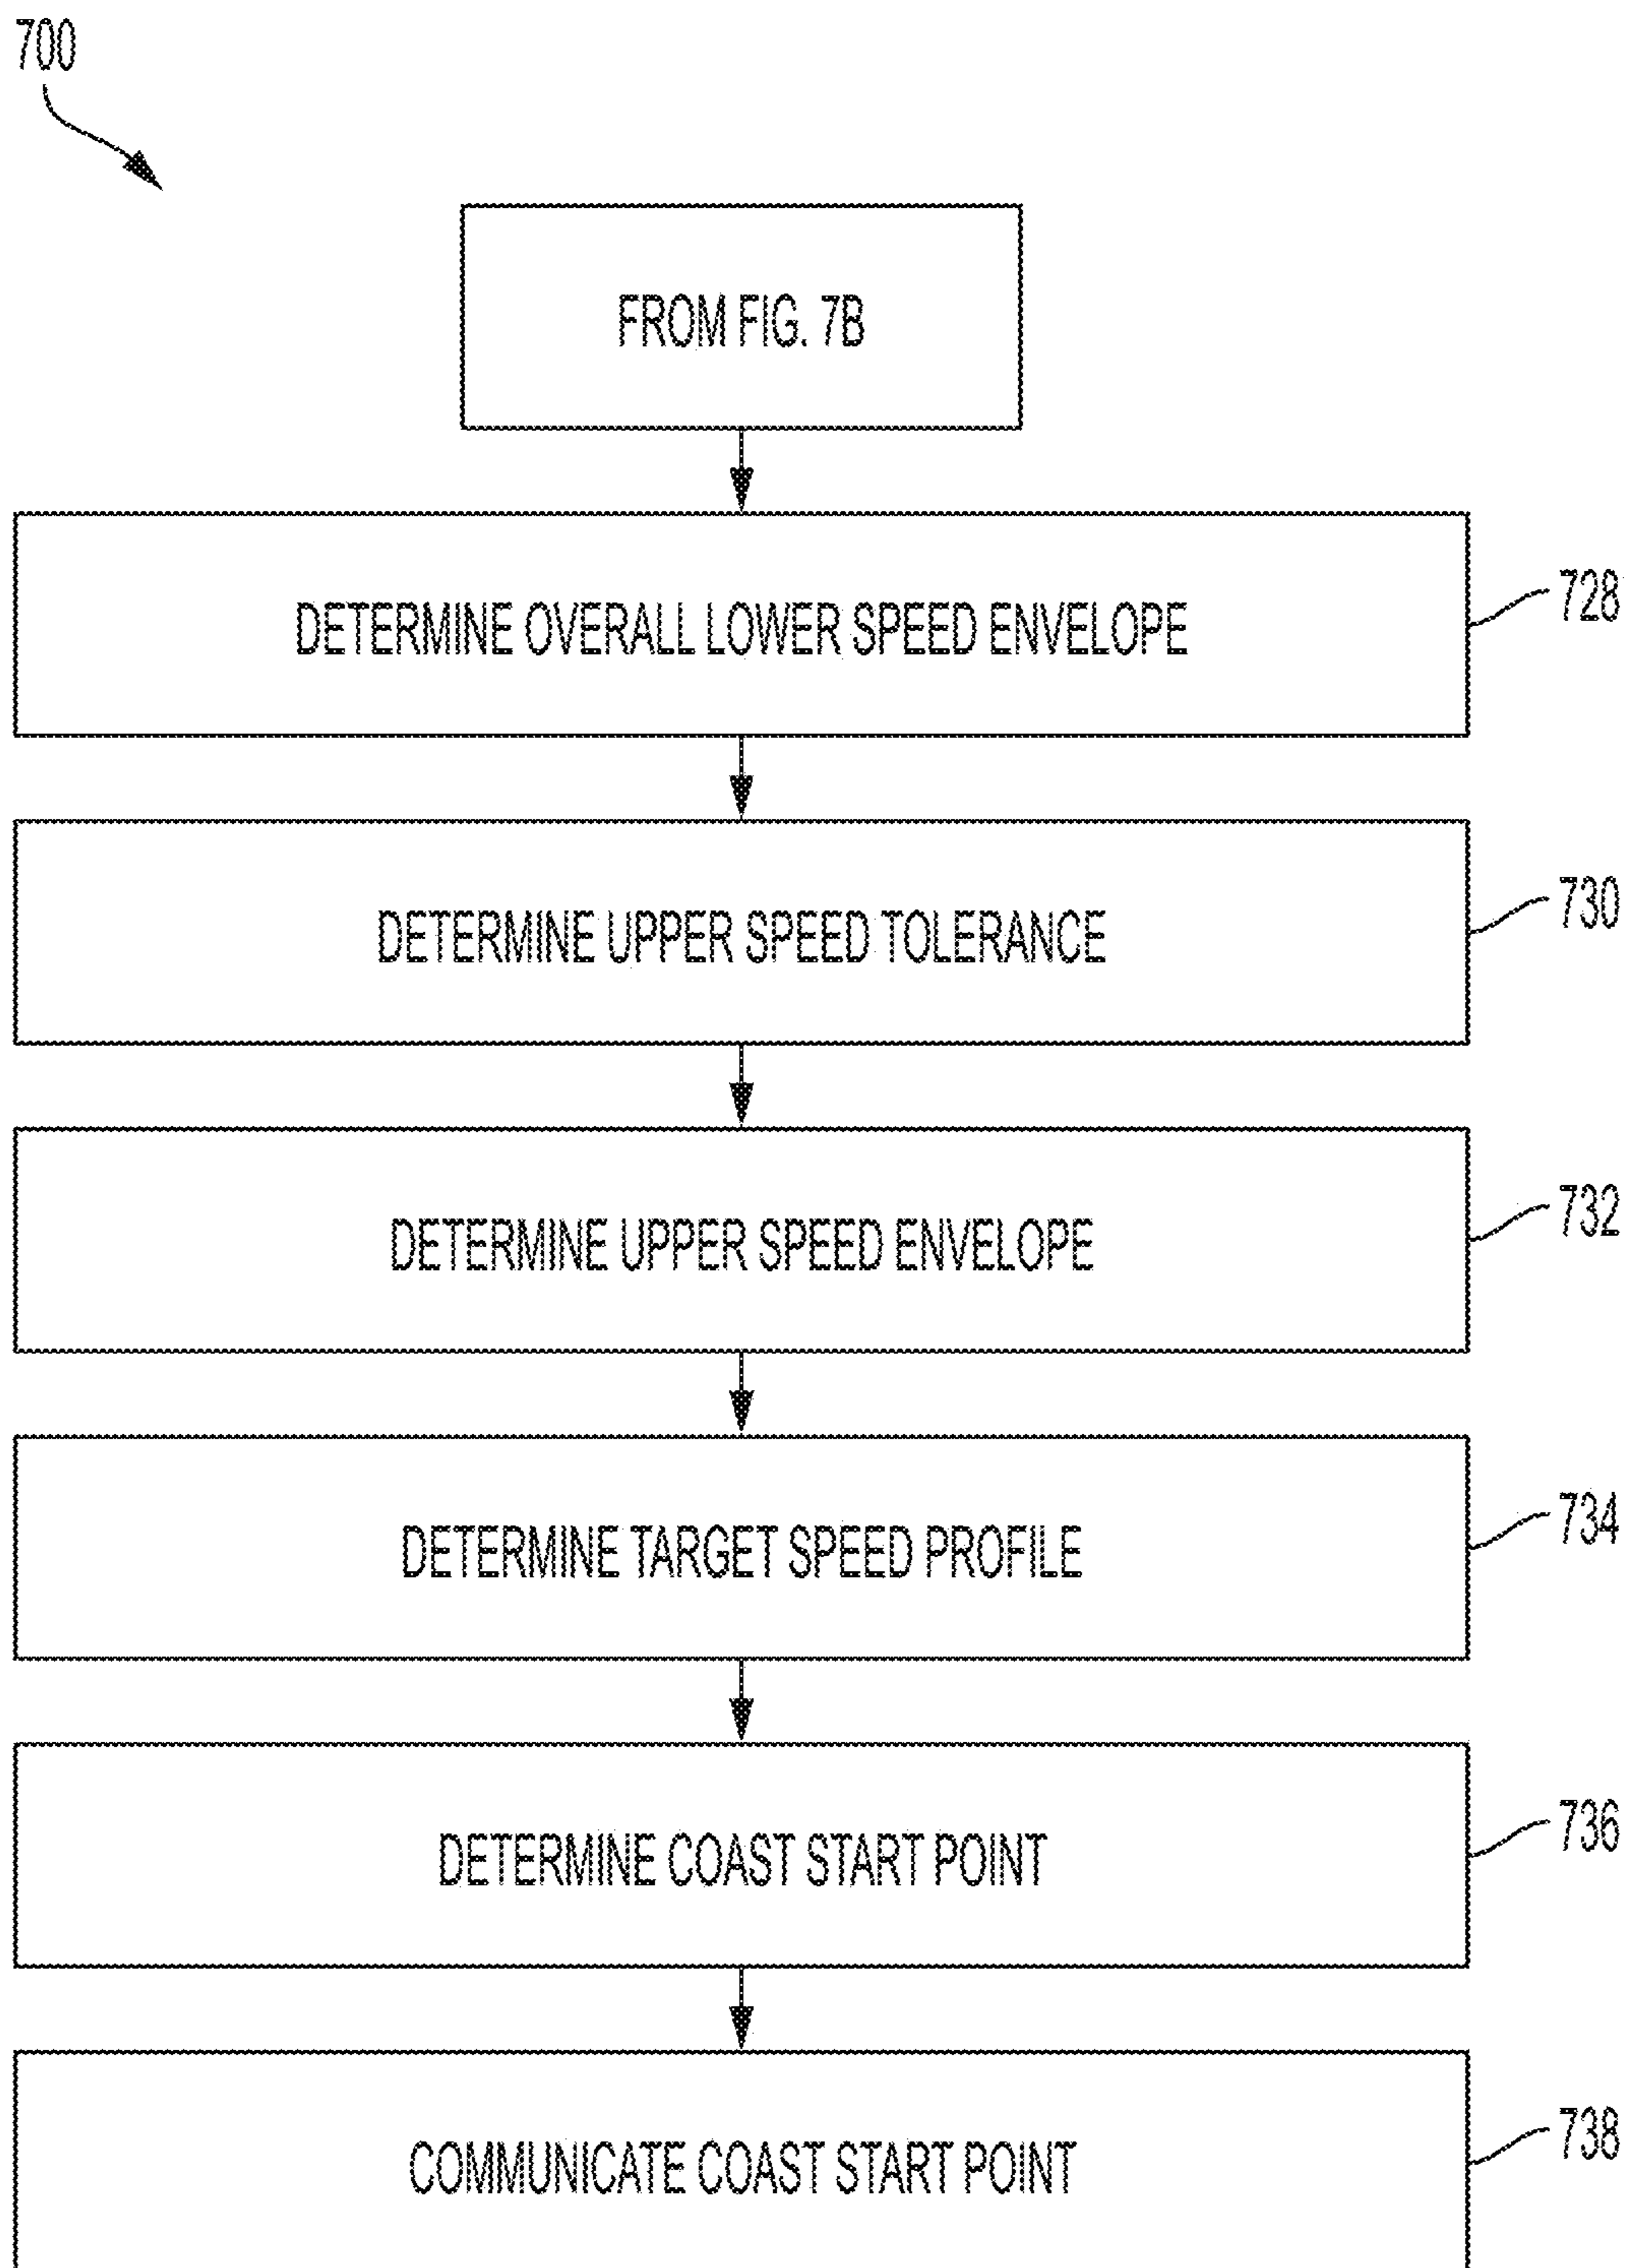 700
FROM FIG. 7B
DETERMINE OVERALL LOWER SPEED ENVELOPE
728
DETERMINE UPPER SPEED TOLERANCE
730
DETERMINE UPPER SPEED ENVELOPE
732
DETERMINE TARGET SPEED PROFILE
734
DETERMINE COAST START POINT
736
COMMUNICATE COAST START POINT
738